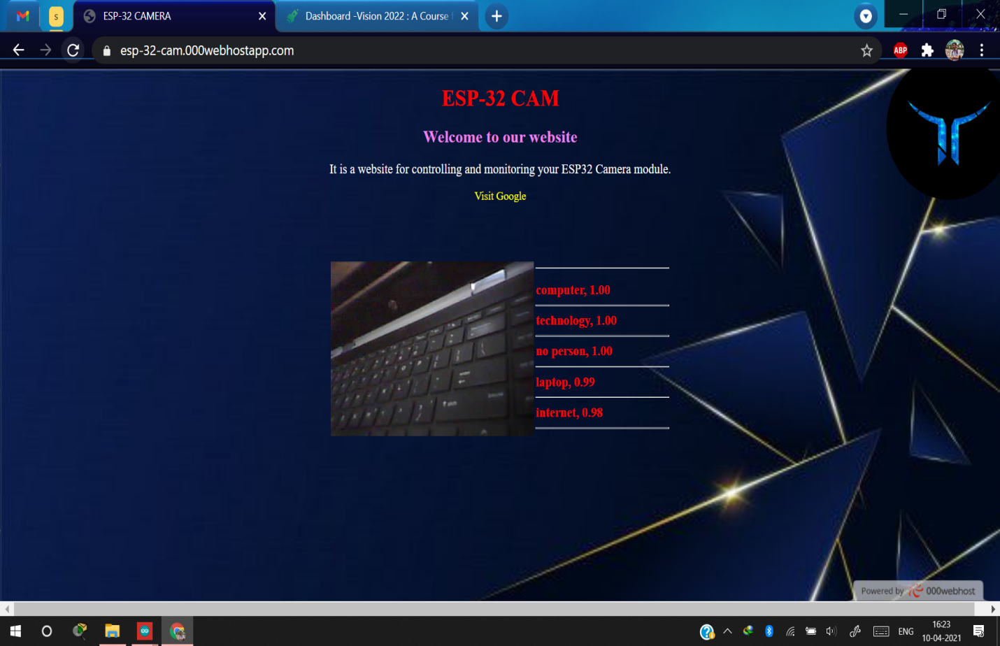 S
ESP-32 CAMERA
Dashboard -Vision 2022 : A Course
esp-32-cam.000webhostapp.com
ABP
ESP-32 CAM
Welcome to our website
It is a website for controlling and monitoring your ESP32 Camera module.
Visit Google
computer, 1.00
technology, 1.00
no person, 1.00
laptop, 0.99
internet, 0.98
Powered by 000webhost
ENG
16:23
10-04-2021